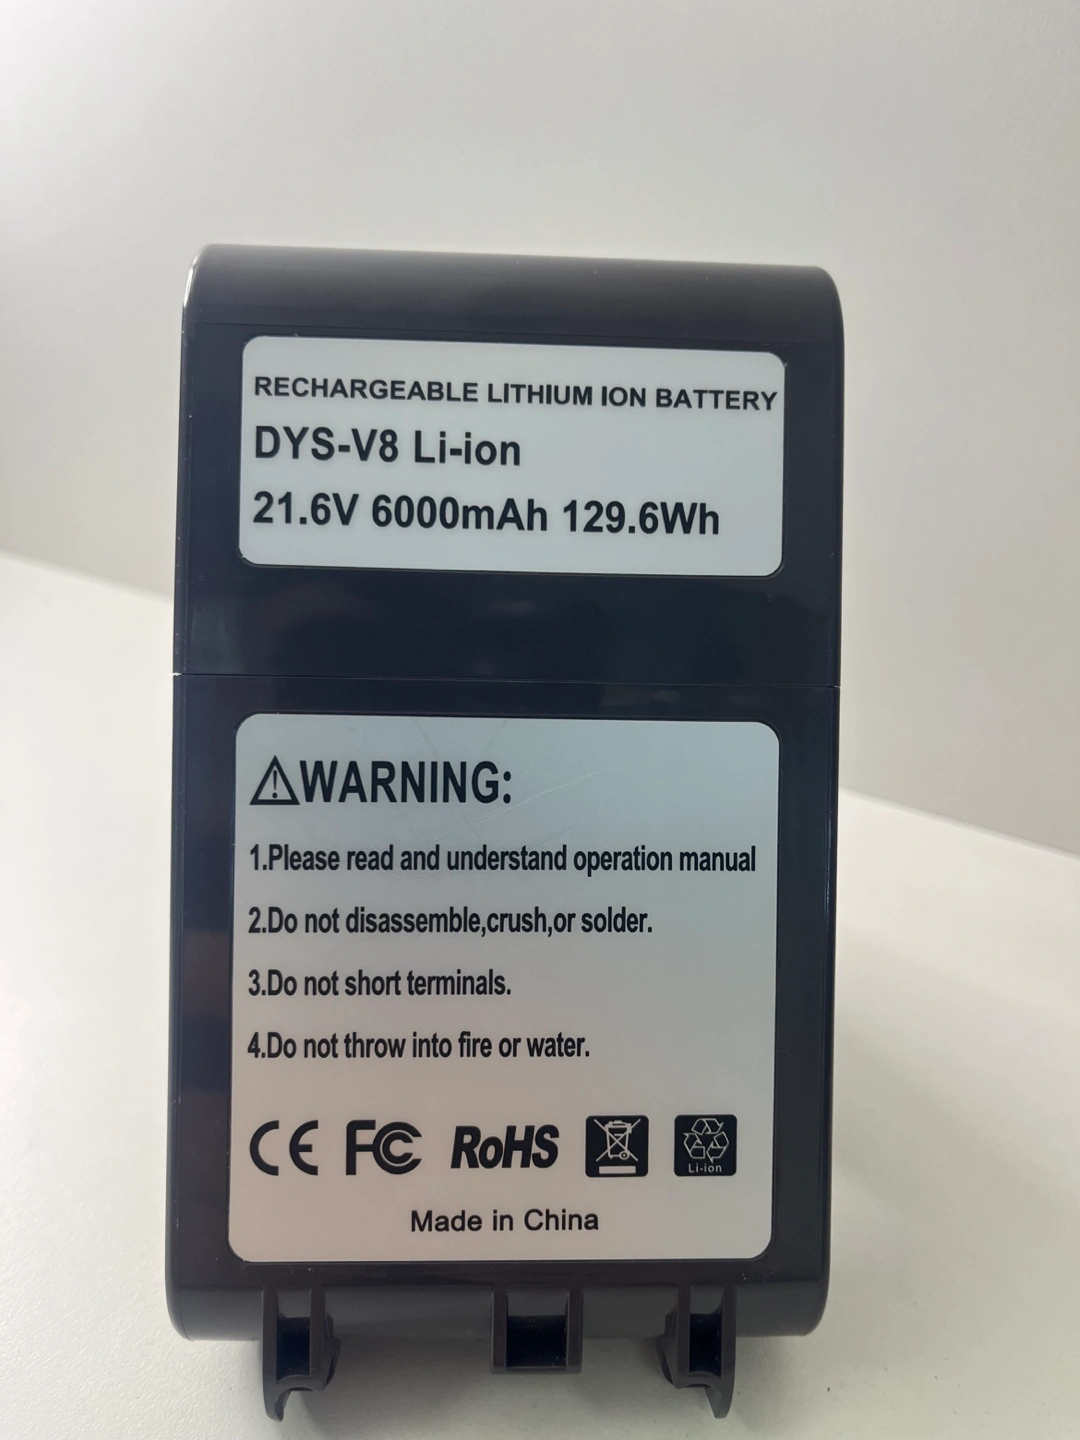 RECHARGEABLE LITHIUM ION BATTERY
DYS-V8 Li-ion
21.6V 6000mAh 129.6Wh
⚠WARNING:
1.Please read and understand operation manual
2.Do not disassemble,crush,or solder.
3.Do not short terminals.
4.Do not throw into fire or water.
CE FC RoHS
Li-ion
Made in China